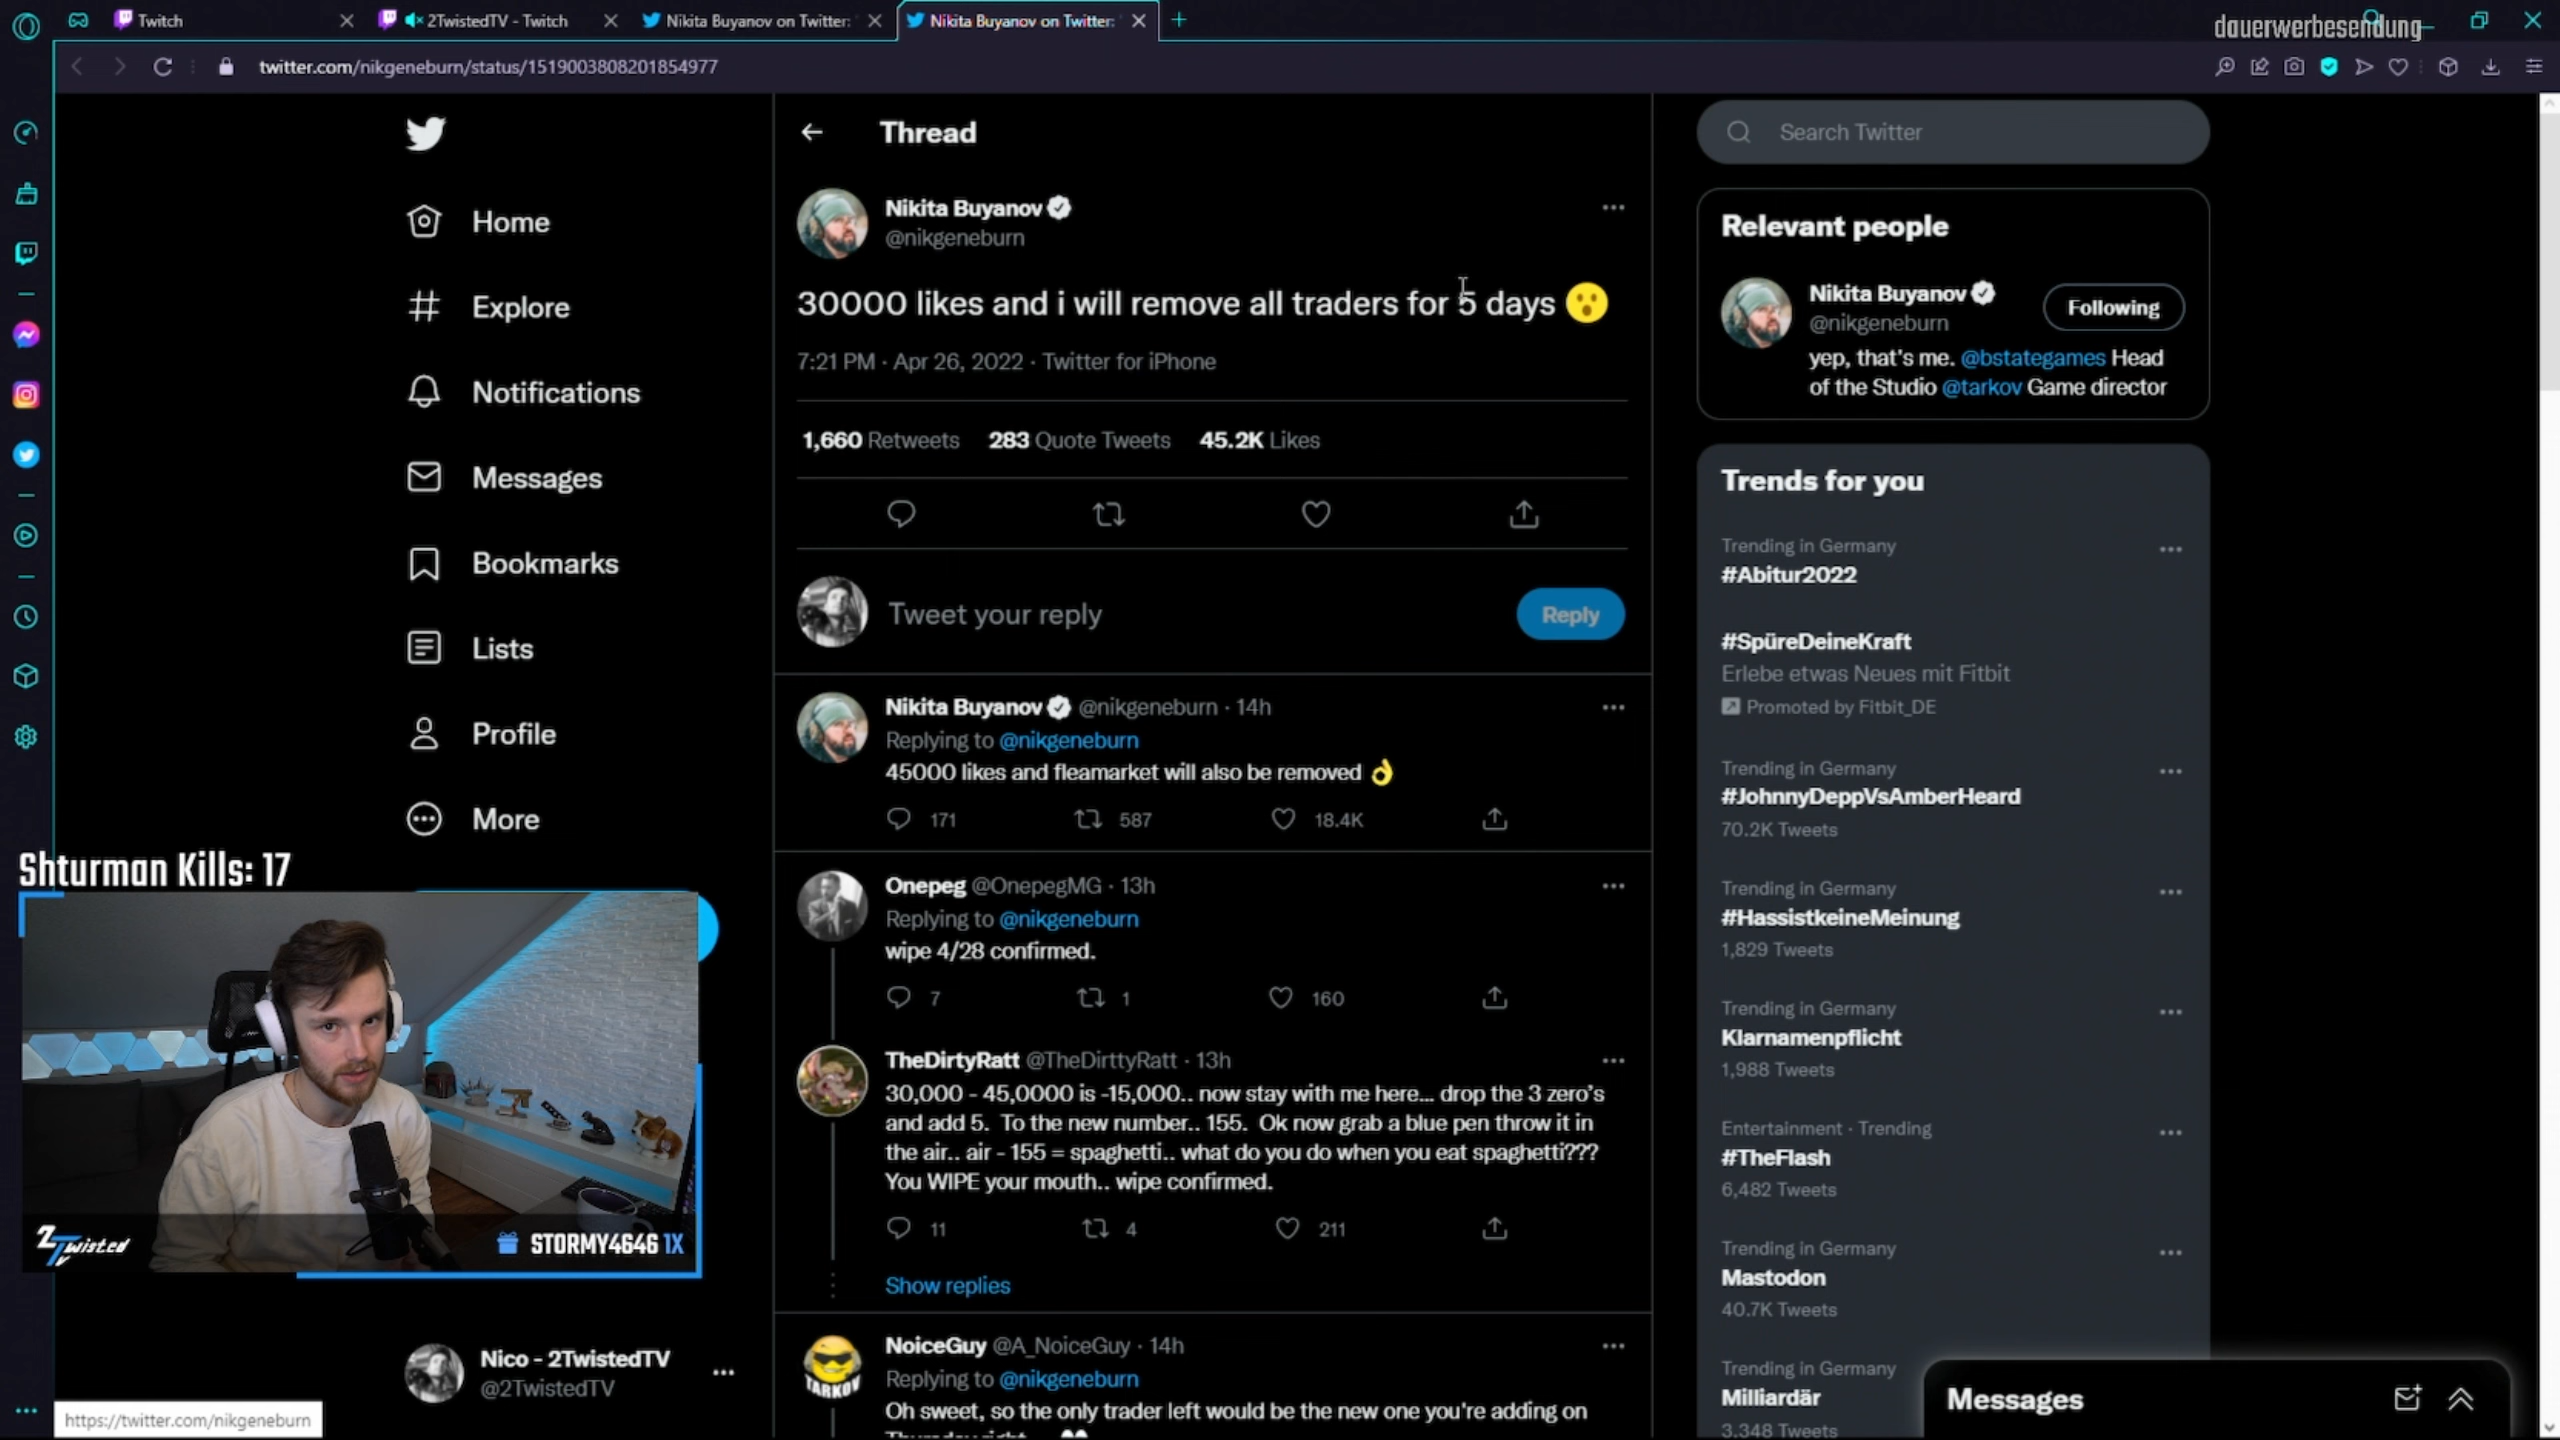 Twitch
2TwistedTV - Twitch
Nikita Buyanov on Twitter:
Nikita Buyanov on Twitter:
dauerwerbesendung
twitter.com/nikgeneburn/status/1519003808201854977
Home
Explore
Notifications
Messages
Bookmarks
Lists
Profile
More
Shturman Kills: 17
2Twisted TV
STORMY4646 1X
Nico - 2TwistedTV
@2TwistedTV
https://twitter.com/nikgeneburn
Thread
Nikita Buyanov
@nikgeneburn
30000 likes and i will remove all traders for 5 days 😮
7:21 PM · Apr 26, 2022 · Twitter for iPhone
1,660 Retweets 283 Quote Tweets 45.2K Likes
Tweet your reply
Reply
Nikita Buyanov @nikgeneburn · 14h
Replying to @nikgeneburn
45000 likes and fleamarket will also be removed 👌
171 587 18.4K
Onepeg @OnepegMG · 13h
Replying to @nikgeneburn
wipe 4/28 confirmed.
7 1 160
TheDirtyRatt @TheDirttyRatt · 13h
30,000 - 45,0000 is -15,000.. now stay with me here... drop the 3 zero's
and add 5. To the new number.. 155. Ok now grab a blue pen throw it in
the air.. air - 155 = spaghetti.. what do you do when you eat spaghetti???
You WIPE your mouth.. wipe confirmed.
11 4 211
Show replies
TARKOV
NoiceGuy @A_NoiceGuy · 14h
Replying to @nikgeneburn
Oh sweet, so the only trader left would be the new one you're adding on
Search Twitter
Relevant people
Nikita Buyanov
@nikgeneburn
Following
yep, that's me. @bstategames Head
of the Studio @tarkov Game director
Trends for you
Trending in Germany
#Abitur2022
#SpüreDeineKraft
Erlebe etwas Neues mit Fitbit
Promoted by Fitbit_DE
Trending in Germany
#JohnnyDeppVsAmberHeard
70.2K Tweets
Trending in Germany
#HassistkeineMeinung
1,829 Tweets
Trending in Germany
Klarnamenpflicht
1,988 Tweets
Entertainment · Trending
#TheFlash
6,482 Tweets
Trending in Germany
Mastodon
40.7K Tweets
Trending in Germany
Milliardär
3,348 Tweets
Messages